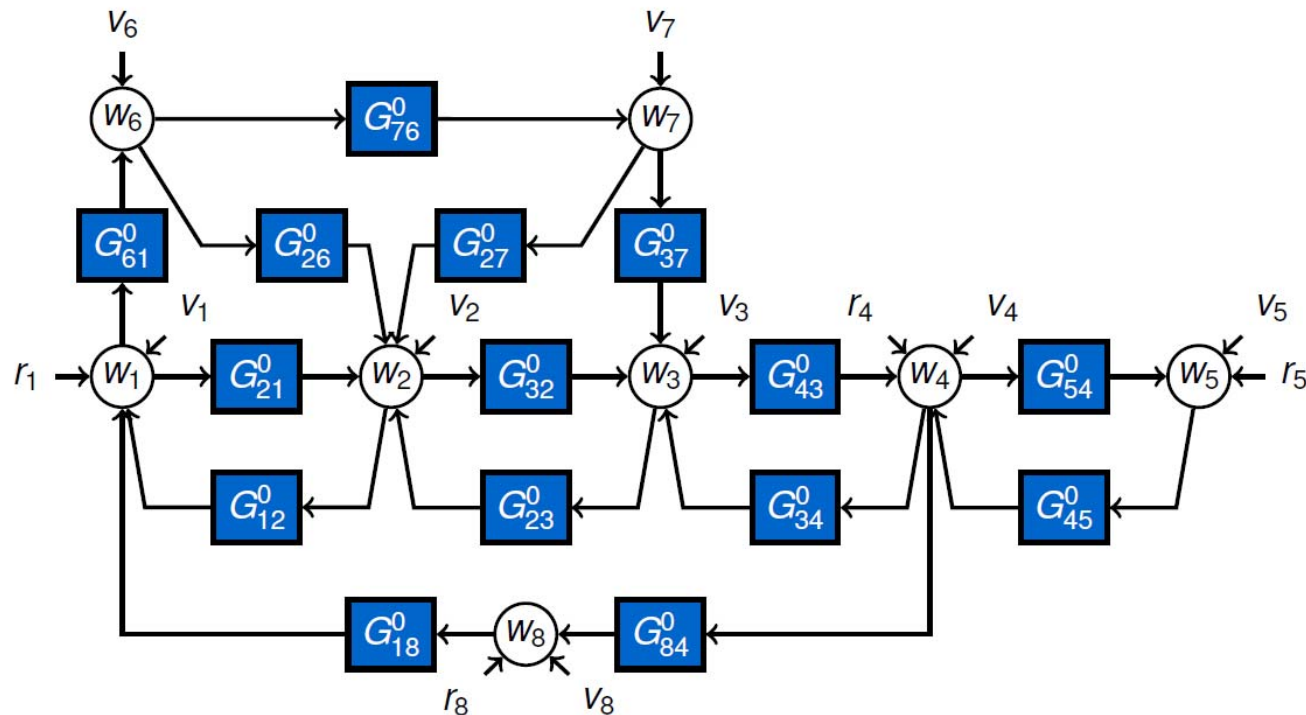 v₆ v₇
w₆ G⁰₇₆ w₇
G⁰₆₁ G⁰₂₆ G⁰₂₇ G⁰₃₇
v₁ v₂ v₃ r₄ v₄ v₅
r₁ w₁ G⁰₂₁ w₂ G⁰₃₂ w₃ G⁰₄₃ w₄ G⁰₅₄ w₅ r₅
G⁰₁₂ G⁰₂₃ G⁰₃₄ G⁰₄₅
G⁰₁₈ w₈ G⁰₈₄
r₈ v₈